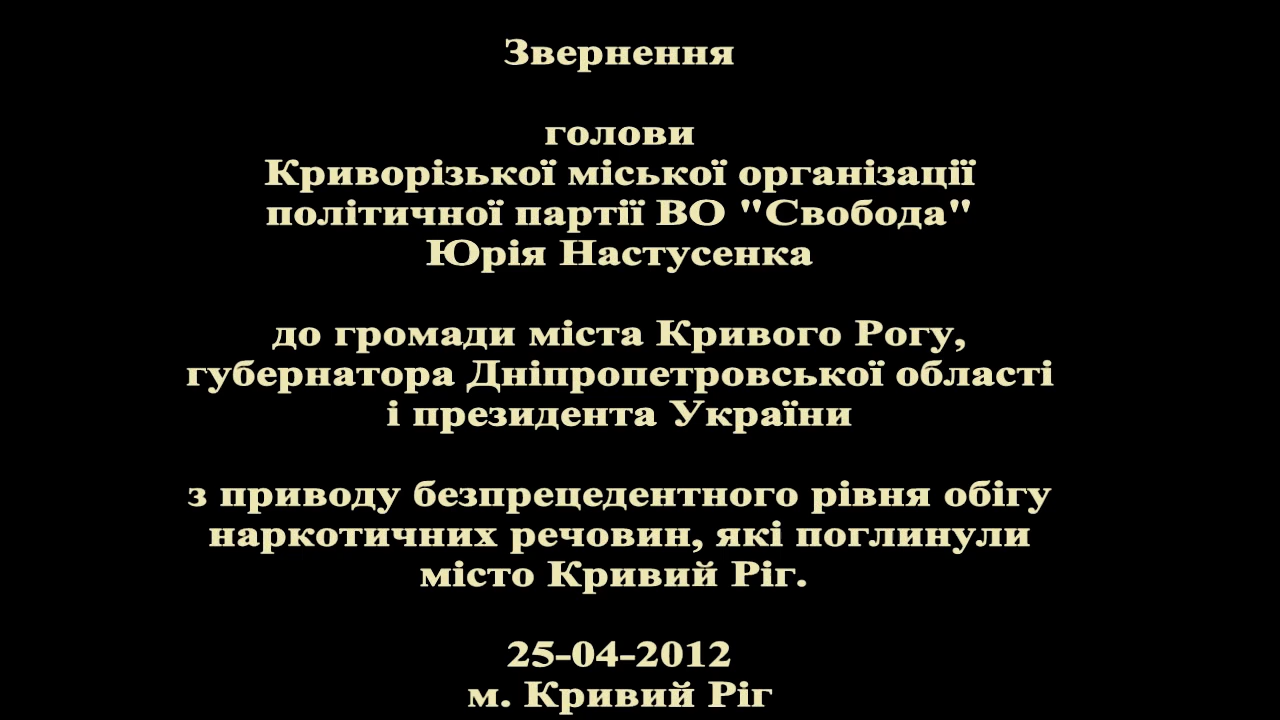 Звернення
голови
Криворізької міської організації
політичної партії ВО "Свобода"
Юрія Настусенка
до громади міста Кривого Рогу,
губернатора Дніпропетровської області
і президента України
з приводу безпрецедентного рівня обігу
наркотичних речовин, які поглинули
місто Кривий Ріг.
25-04-2012
м. Кривий Ріг